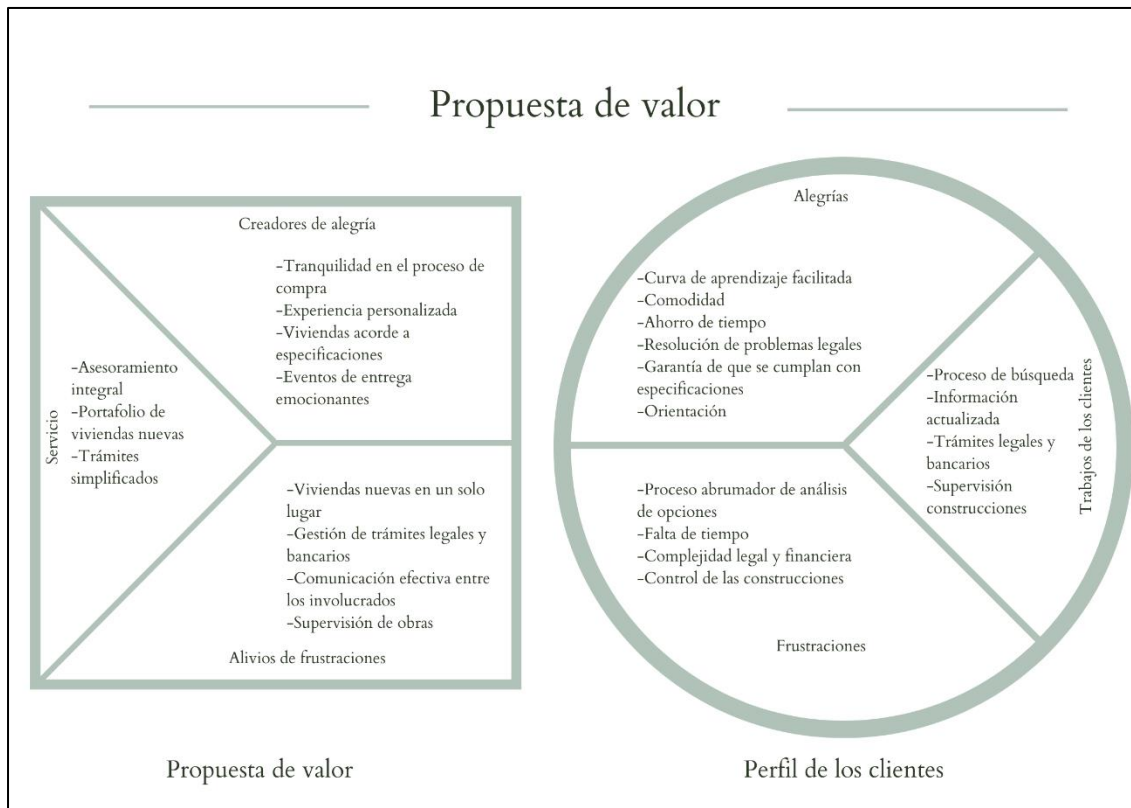 Propuesta de valor
Creadores de alegría
-Tranquilidad en el proceso de
compra
-Experiencia personalizada
-Viviendas acorde a
especificaciones
-Eventos de entrega
emocionantes
Servicio
-Asesoramiento
integral
-Portafolio de
viviendas nuevas
-Trámites
simplificados
-Viviendas nuevas en un solo
lugar
-Gestión de trámites legales y
bancarios
-Comunicación efectiva entre
los involucrados
-Supervisión de obras
Alivios de frustraciones
Propuesta de valor
Alegrías
-Curva de aprendizaje facilitada
-Comodidad
-Ahorro de tiempo
-Resolución de problemas legales
-Garantía de que se cumplan con
especificaciones
-Orientación
-Proceso de búsqueda
-Información
actualizada
-Trámites legales y
bancarios
-Supervisión
construcciones
Trabajos de los clientes
-Proceso abrumador de análisis
de opciones
-Falta de tiempo
-Complejidad legal y financiera
-Control de las construcciones
Frustraciones
Perfil de los clientes